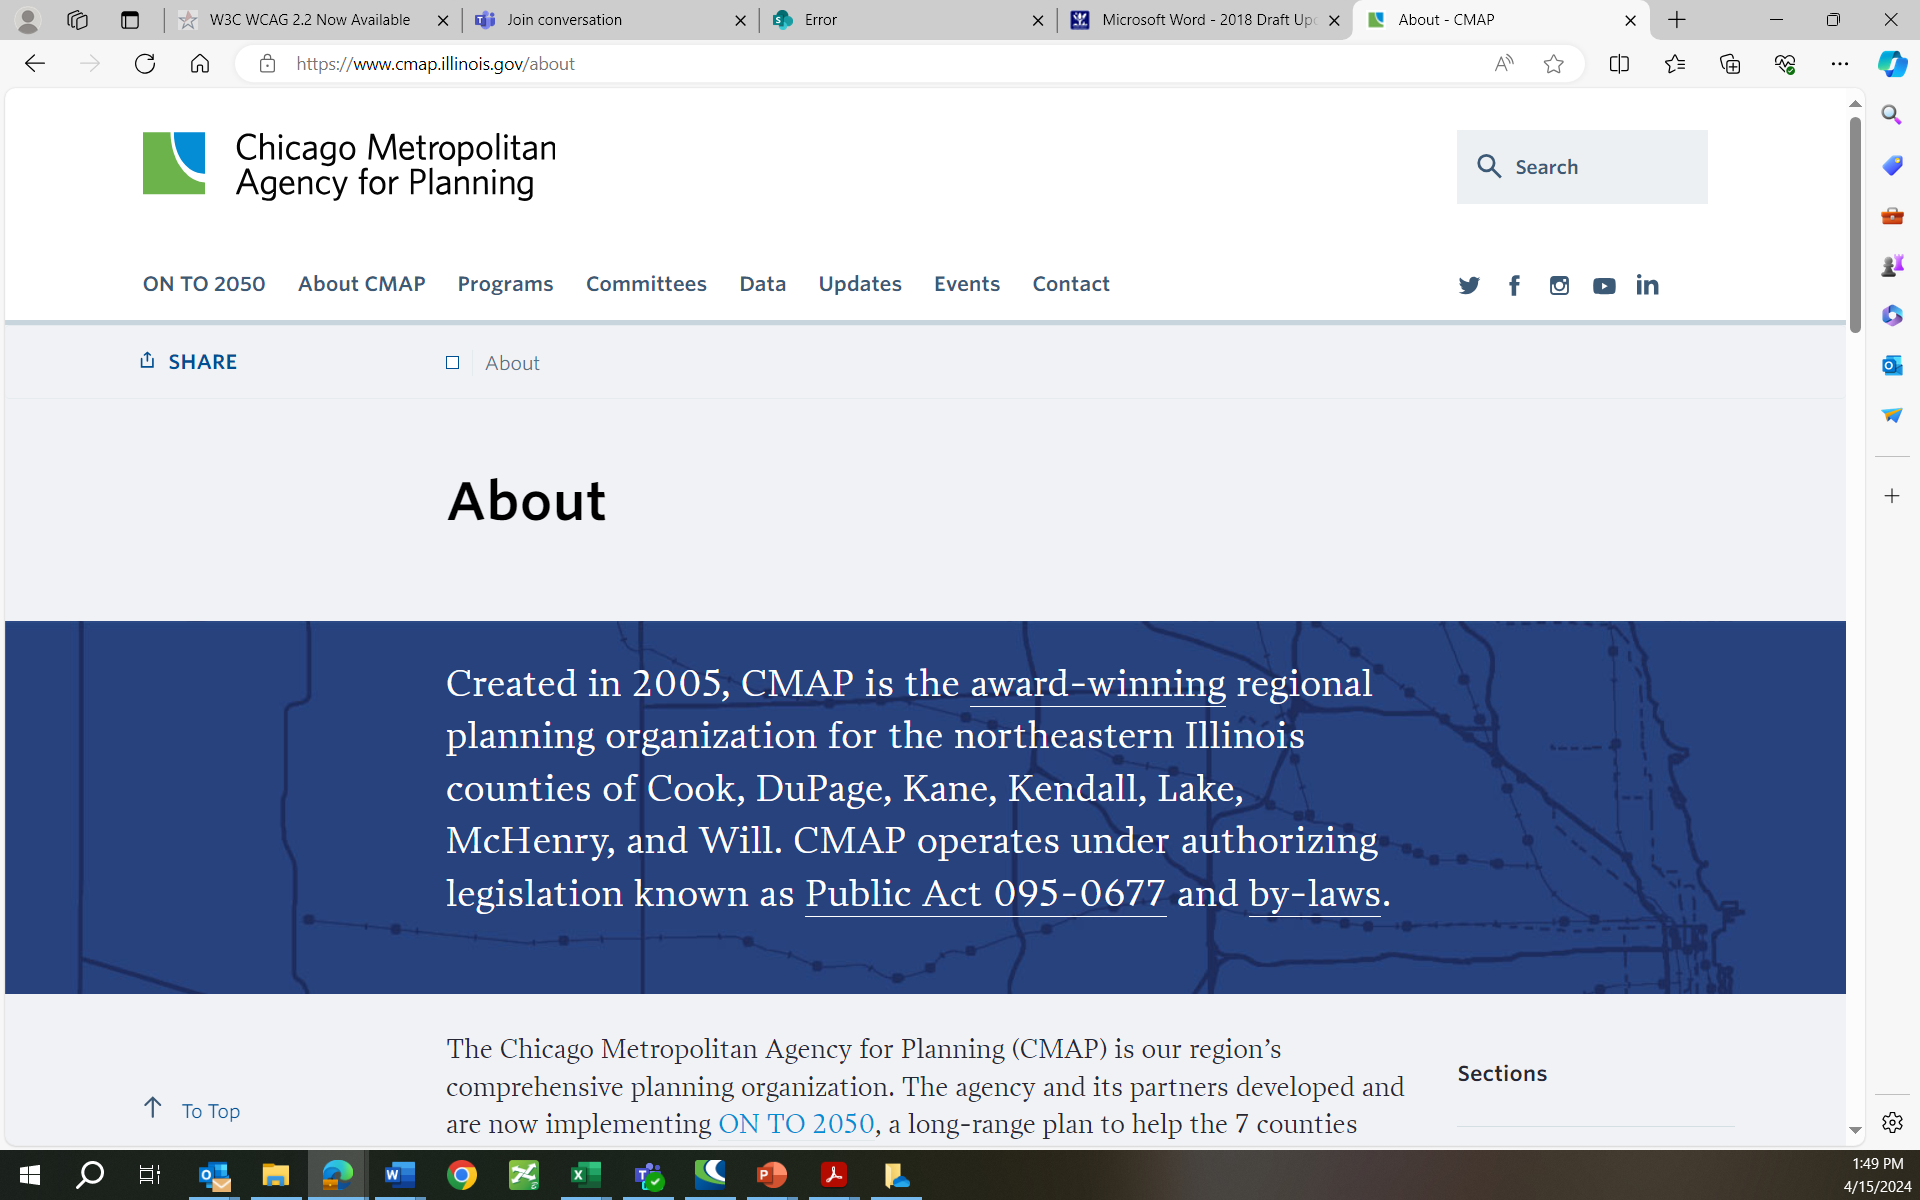 W3C WCAG 2.2 Now Available
Join conversation
Error
Microsoft Word - 2018 Draft Up
About - CMAP
https://www.cmap.illinois.gov/about
Chicago Metropolitan
Agency for Planning
Search
ON TO 2050 About CMAP Programs Committees Data Updates Events Contact
SHARE
About
About
Created in 2005, CMAP is the award-winning regional
planning organization for the northeastern Illinois
counties of Cook, DuPage, Kane, Kendall, Lake,
McHenry, and Will. CMAP operates under authorizing
legislation known as Public Act 095-0677 and by-laws.
The Chicago Metropolitan Agency for Planning (CMAP) is our region's
comprehensive planning organization. The agency and its partners developed and
are now implementing ON TO 2050, a long-range plan to help the 7 counties
Sections
To Top
1:49 PM
4/15/2024